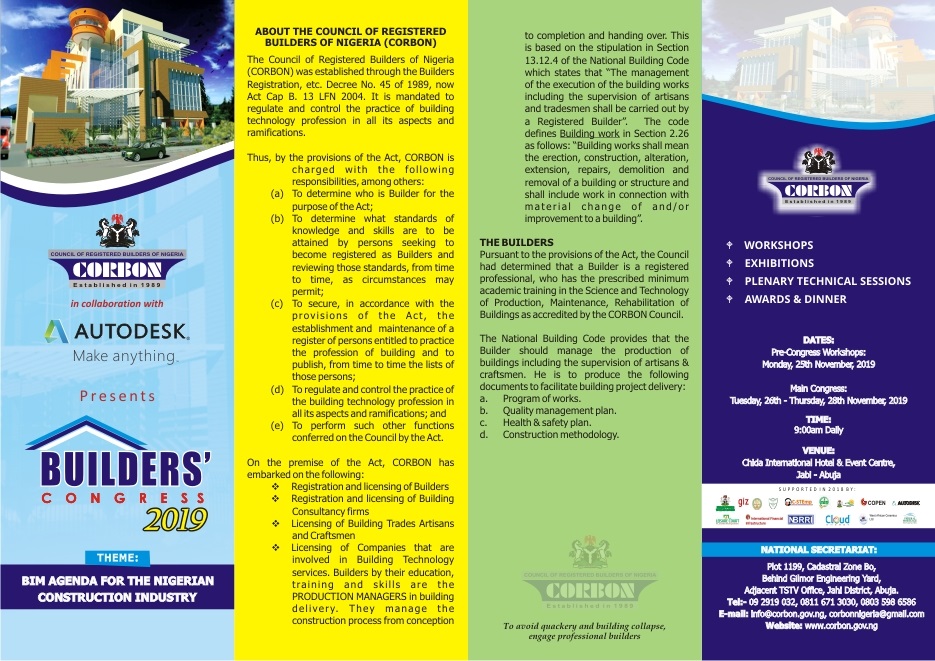 COUNCIL OF REGISTERED BUILDERS OF NIGERIA
CORBON
Established in 1989
in collaboration with
AUTODESK.
Make anything.
Presents
BUILDERS'
CONGRESS
2019
THEME:
BIM AGENDA FOR THE NIGERIAN
CONSTRUCTION INDUSTRY
ABOUT THE COUNCIL OF REGISTERED
BUILDERS OF NIGERIA (CORBON)
The Council of Registered Builders of Nigeria
(CORBON) was established through the Builders
Registration, etc. Decree No. 45 of 1989, now
Act Cap B. 13 LFN 2004. It is mandated to
regulate and control the practice of building
technology profession in all its aspects and
ramifications.
Thus, by the provisions of the Act, CORBON is
charged with the following
responsibilities, among others:
(a) To determine who is Builder for the
purpose of the Act;
(b) To determine what standards of
knowledge and skills are to be
attained by persons seeking to
become registered as Builders and
reviewing those standards, from time
to time, as circumstances may
permit;
(c) To secure, in accordance with the
provisions of the Act, the
establishment and maintenance of a
register of persons entitled to practice
the profession of building and to
publish, from time to time the lists of
those persons;
(d) To regulate and control the practice of
the building technology profession in
all its aspects and ramifications; and
(e) To perform such other functions
conferred on the Council by the Act.
On the premise of the Act, CORBON has
embarked on the following:
❖ Registration and licensing of Builders
❖ Registration and licensing of Building
Consultancy firms
❖ Licensing of Building Trades Artisans
and Craftsmen
❖ Licensing of Companies that are
involved in Building Technology
services. Builders by their education,
training and skills are the
PRODUCTION MANAGERS in building
delivery. They manage the
construction process from conception
to completion and handing over. This
is based on the stipulation in Section
13.12.4 of the National Building Code
which states that "The management
of the execution of the building works
including the supervision of artisans
and tradesmen shall be carried out by
a Registered Builder". The code
defines Building work in Section 2.26
as follows: "Building works shall mean
the erection, construction, alteration,
extension, repairs, demolition and
removal of a building or structure and
shall include work in connection with
material change of and/or
improvement to a building".
THE BUILDERS
Pursuant to the provisions of the Act, the Council
had determined that a Builder is a registered
professional, who has the prescribed minimum
academic training in the Science and Technology
of Production, Maintenance, Rehabilitation of
Buildings as accredited by the CORBON Council.
The National Building Code provides that the
Builder should manage the production of
buildings including the supervision of artisans &
craftsmen. He is to produce the following
documents to facilitate building project delivery:
a. Program of works.
b. Quality management plan.
c. Health & safety plan.
d. Construction methodology.
COUNCIL OF REGISTERED BUILDERS OF NIGERIA
CORBON
Established in 1989
To avoid quackery and building collapse,
engage professional builders
COUNCIL OF REGISTERED BUILDERS OF NIGERIA
CORBON
Established in 1989
WORKSHOPS
EXHIBITIONS
PLENARY TECHNICAL SESSIONS
AWARDS & DINNER
DATES:
Pre-Congress Workshops:
Monday, 25th November, 2019
Main Congress:
Tuesday, 26th - Thursday, 28th November, 2019
TIME:
9:00am Daily
VENUE:
Chida International Hotel & Event Centre,
Jabi - Abuja
SUPPORTED IN 2018 BY:
giz
COPEN
AUTODESK
International Financial
NBRRI
Cloud
NATIONAL SECRETARIAT:
Plot 1199, Cadastral Zone Bo,
Behind Gilmor Engineering Yard,
Adjacent TSTV Office, Jahi District, Abuja.
Tel:- 09 2919 032, 0811 671 3030, 0803 598 6586
E-mail: info@corbon.gov.ng, corbonnigeria@gmail.com
Website: www.corbon.gov.ng